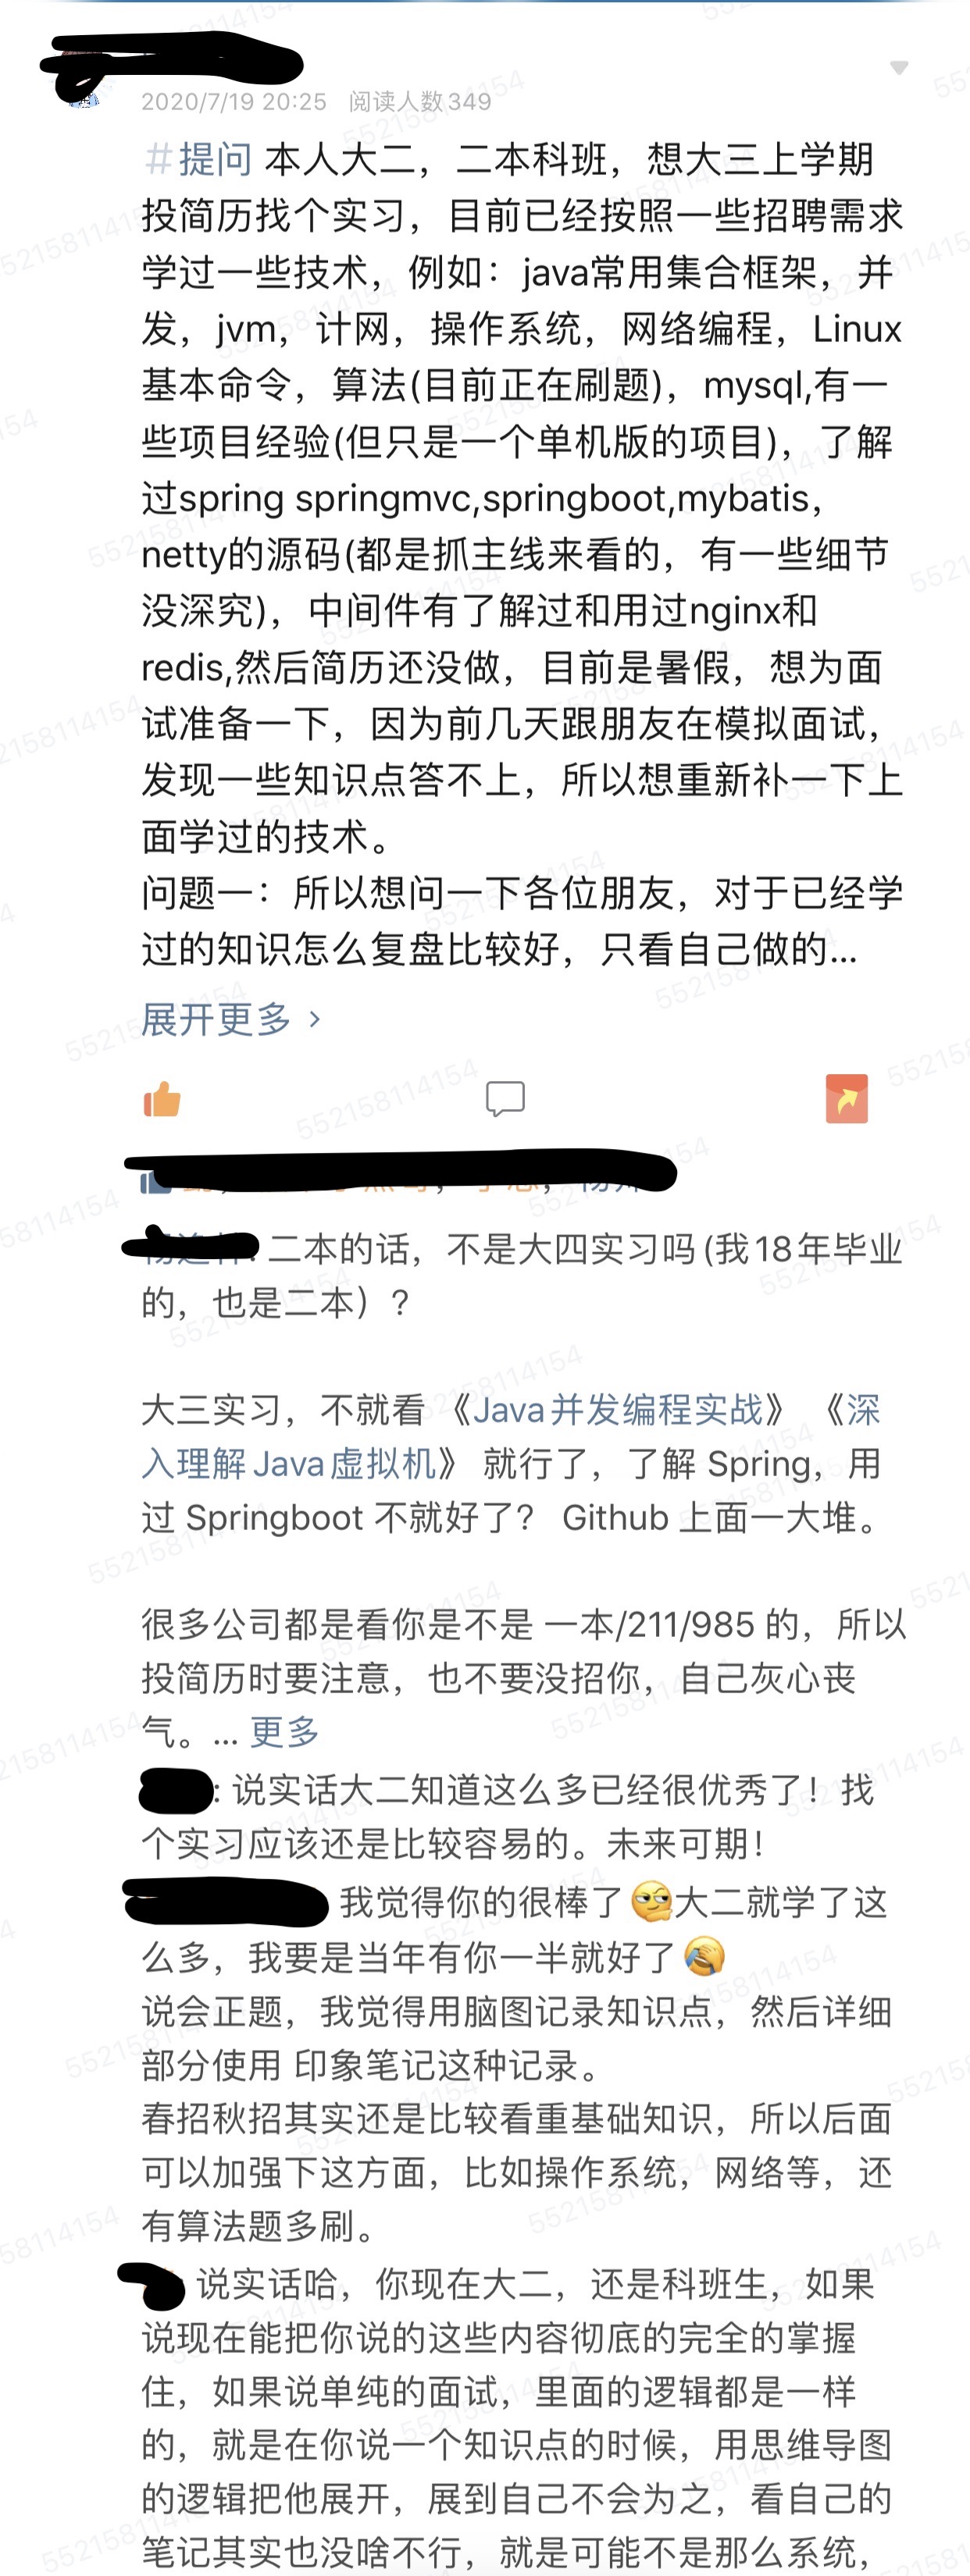 2020/7/19 20:25 阅读人数349
#提问 本人大二，二本科班，想大三上学期
投简历找个实习，目前已经按照一些招聘需求
学过一些技术，例如：java常用集合框架，并
发，jvm，计网，操作系统，网络编程，Linux
基本命令，算法(目前正在刷题)，mysql,有一
些项目经验(但只是一个单机版的项目)，了解
过spring springmvc,springboot,mybatis，
netty的源码(都是抓主线来看的，有一些细节
没深究)，中间件有了解过和用过nginx和
redis,然后简历还没做，目前是暑假，想为面
试准备一下，因为前几天跟朋友在模拟面试，
发现一些知识点答不上，所以想重新补一下上
面学过的技术。
问题一：所以想问一下各位朋友，对于已经学
过的知识怎么复盘比较好，只看自己做的...
展开更多 >
: 二本的话，不是大四实习吗(我18年毕业
的，也是二本）?
大三实习，不就看《Java并发编程实战》《深
入理解Java虚拟机》 就行了，了解 Spring，用
过 Springboot 不就好了? Github 上面一大堆。
很多公司都是看你是不是 一本/211/985 的，所以
投简历时要注意，也不要没招你，自己灰心丧
气。... 更多
: 说实话大二知道这么多已经很优秀了！找
个实习应该还是比较容易的。未来可期！
我觉得你的很棒了大二就学了这
么多，我要是当年有你一半就好了
说会正题，我觉得用脑图记录知识点，然后详细
部分使用 印象笔记这种记录。
春招秋招其实还是比较看重基础知识，所以后面
可以加强下这方面，比如操作系统，网络等，还
有算法题多刷。
说实话哈，你现在大二，还是科班生，如果
说现在能把你说的这些内容彻底的完全的掌握
住，如果说单纯的面试，里面的逻辑都是一样
的，就是在你说一个知识点的时候，用思维导图
的逻辑把他展开，展到自己不会为之，看自己的
笔记其实也没啥不行，就是可能不是那么系统，
552158114154